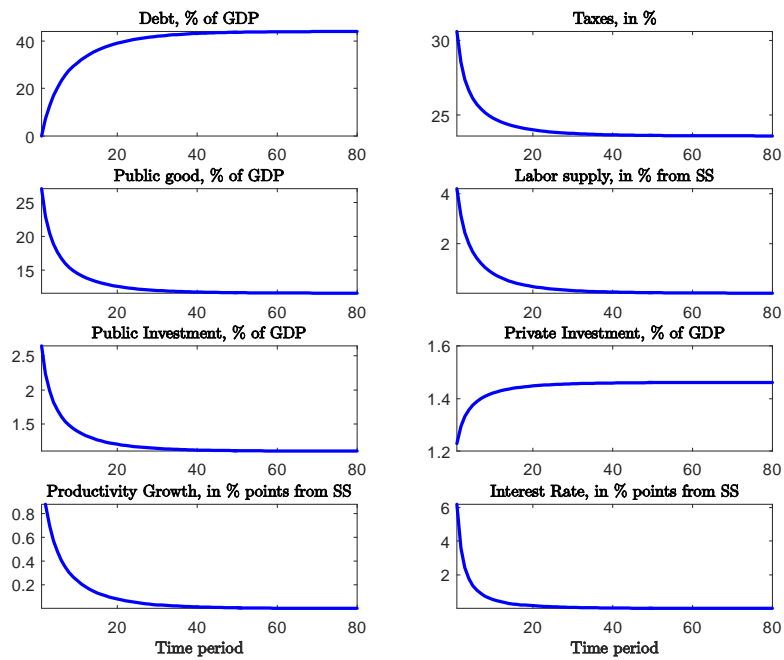 Debt, % of GDP
40
20
0
20 40 60 80
Taxes, in %
30
25
20 40 60 80
Public good, % of GDP
25
15
20 40 60 80
Labor supply, in % from SS
4
2
20 40 60 80
Public Investment, % of GDP
2.5
1.5
20 40 60 80
Private Investment, % of GDP
1.6
1.4
1.2
20 40 60 80
Productivity Growth, in % points from SS
0.8
0.6
0.4
0.2
20 40 60 80
Time period
Interest Rate, in % points from SS
6
4
2
20 40 60 80
Time period